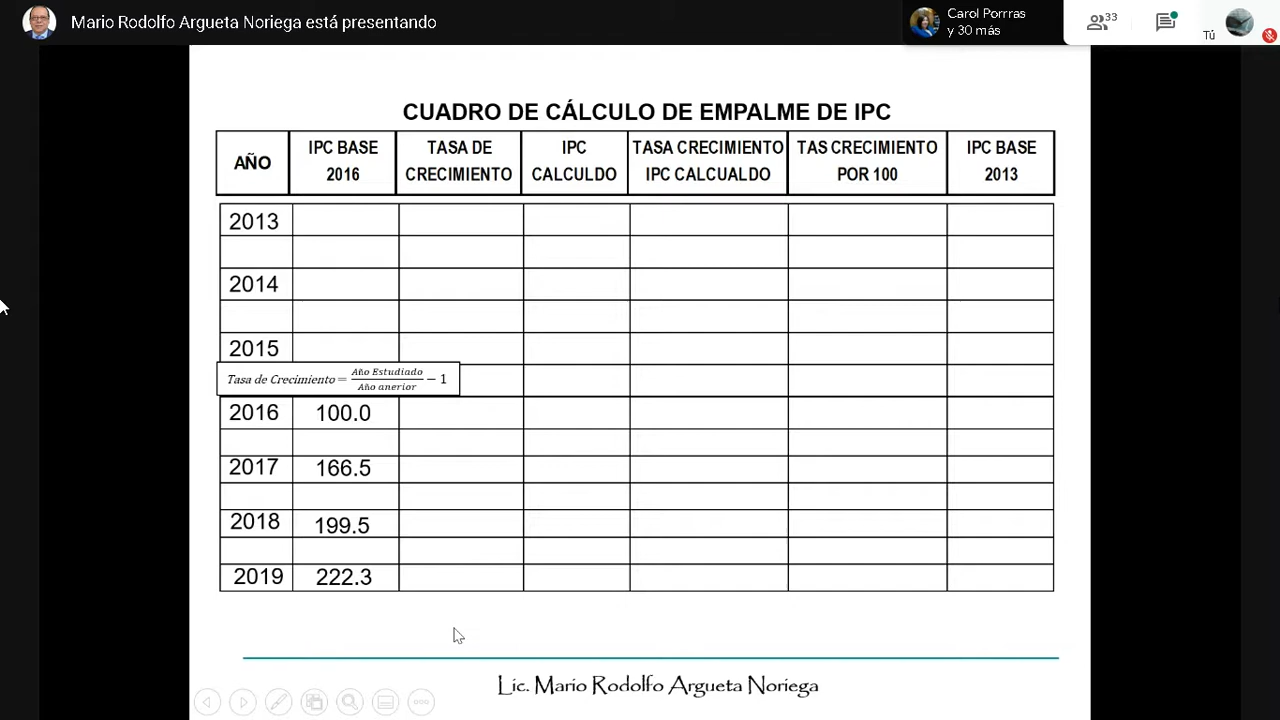 Mario Rodolfo Argueta Noriega está presentando
Carol Porrras
y 30 más
33
Tú
CUADRO DE CÁLCULO DE EMPALME DE IPC
AÑO
IPC BASE
2016
TASA DE
CRECIMIENTO
IPC
CALCULDO
TASA CRECIMIENTO
IPC CALCUALDO
TAS CRECIMIENTO
POR 100
IPC BASE
2013
2013
2014
2015
Tasa de Crecimiento = Año Estudiado / Año anerior − 1
2016 100.0
2017 166.5
2018 199.5
2019 222.3
Lic. Mario Rodolfo Argueta Noriega